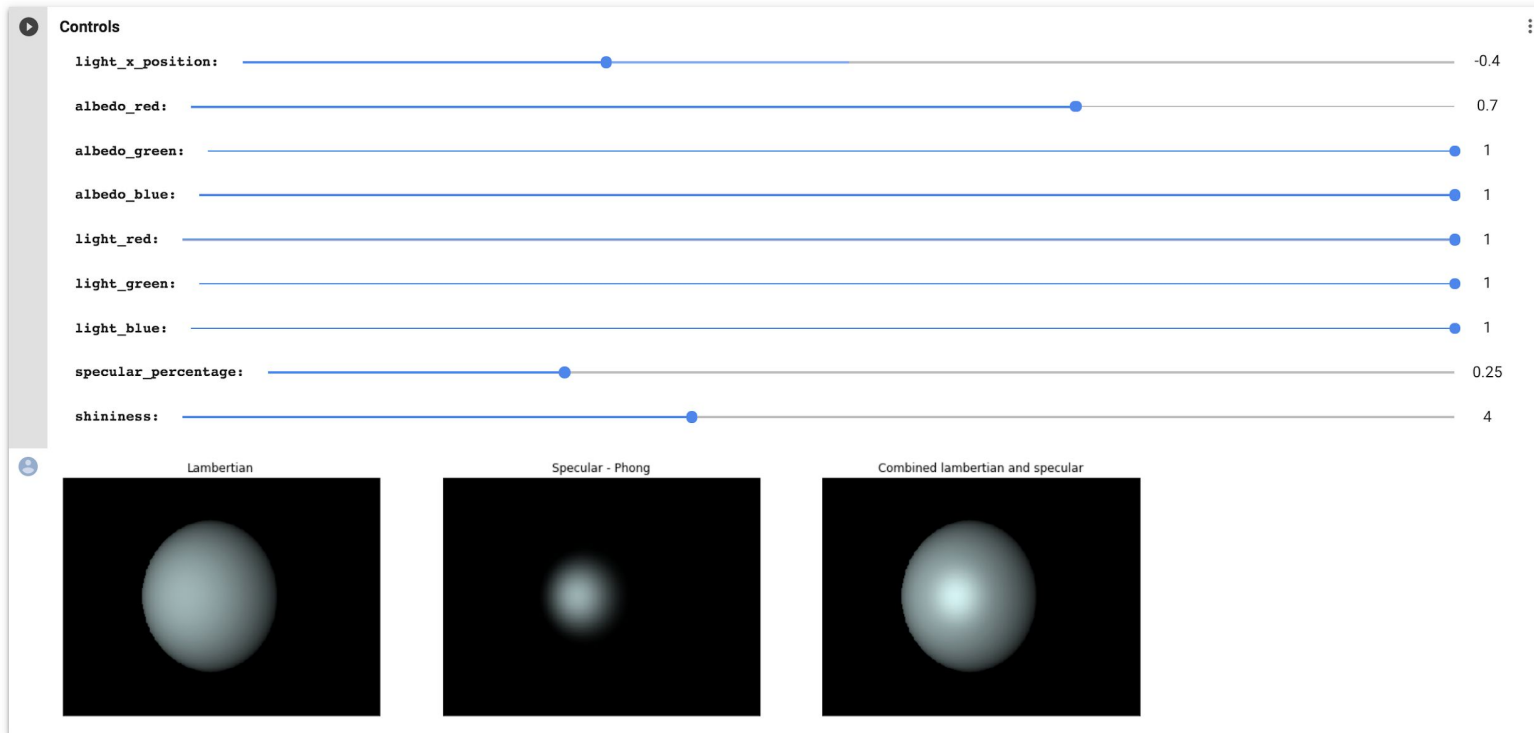 Controls
light_x_position: -0.4
albedo_red: 0.7
albedo_green: 1
albedo_blue: 1
light_red: 1
light_green: 1
light_blue: 1
specular_percentage: 0.25
shininess: 4
Lambertian
Specular - Phong
Combined lambertian and specular